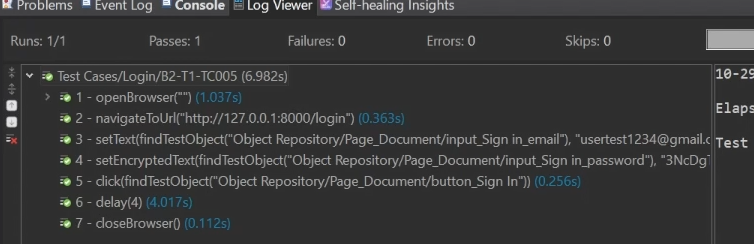 Problems Event Log Console Log Viewer Self-healing Insights
Runs: 1/1 Passes: 1 Failures: 0 Errors: 0 Skips: 0
Test Cases/Login/B2-T1-TC005 (6.982s)
1 - openBrowser("") (1.037s)
2 - navigateToUrl("http://127.0.0.1:8000/login") (0.363s)
3 - setText(findTestObject("Object Repository/Page_Document/input_Sign in_email"), "usertest1234@gmail.c
4 - setEncryptedText(findTestObject("Object Repository/Page_Document/input_Sign in_password"), "3NcDg
5 - click(findTestObject("Object Repository/Page_Document/button_Sign In")) (0.256s)
6 - delay(4) (4.017s)
7 - closeBrowser() (0.112s)
10-29
Elaps
Test